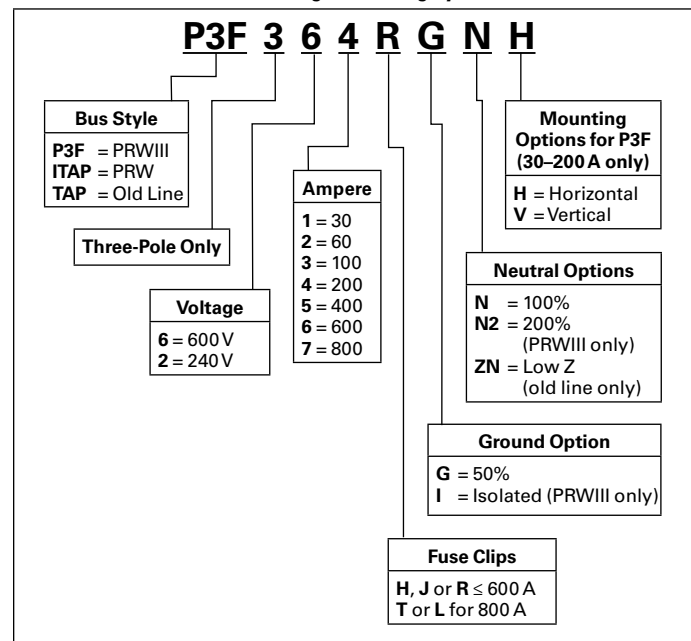 P3F 3 6 4 R G N H
Bus Style
P3F = PRWIII
ITAP = PRW
TAP = Old Line
Three-Pole Only
Voltage
6 = 600 V
2 = 240 V
Ampere
1 = 30
2 = 60
3 = 100
4 = 200
5 = 400
6 = 600
7 = 800
Mounting
Options for P3F
(30–200 A only)
H = Horizontal
V = Vertical
Neutral Options
N = 100%
N2 = 200%
(PRWIII only)
ZN = Low Z
(old line only)
Ground Option
G = 50%
I = Isolated (PRWIII only)
Fuse Clips
H, J or R ≤ 600 A
T or L for 800 A